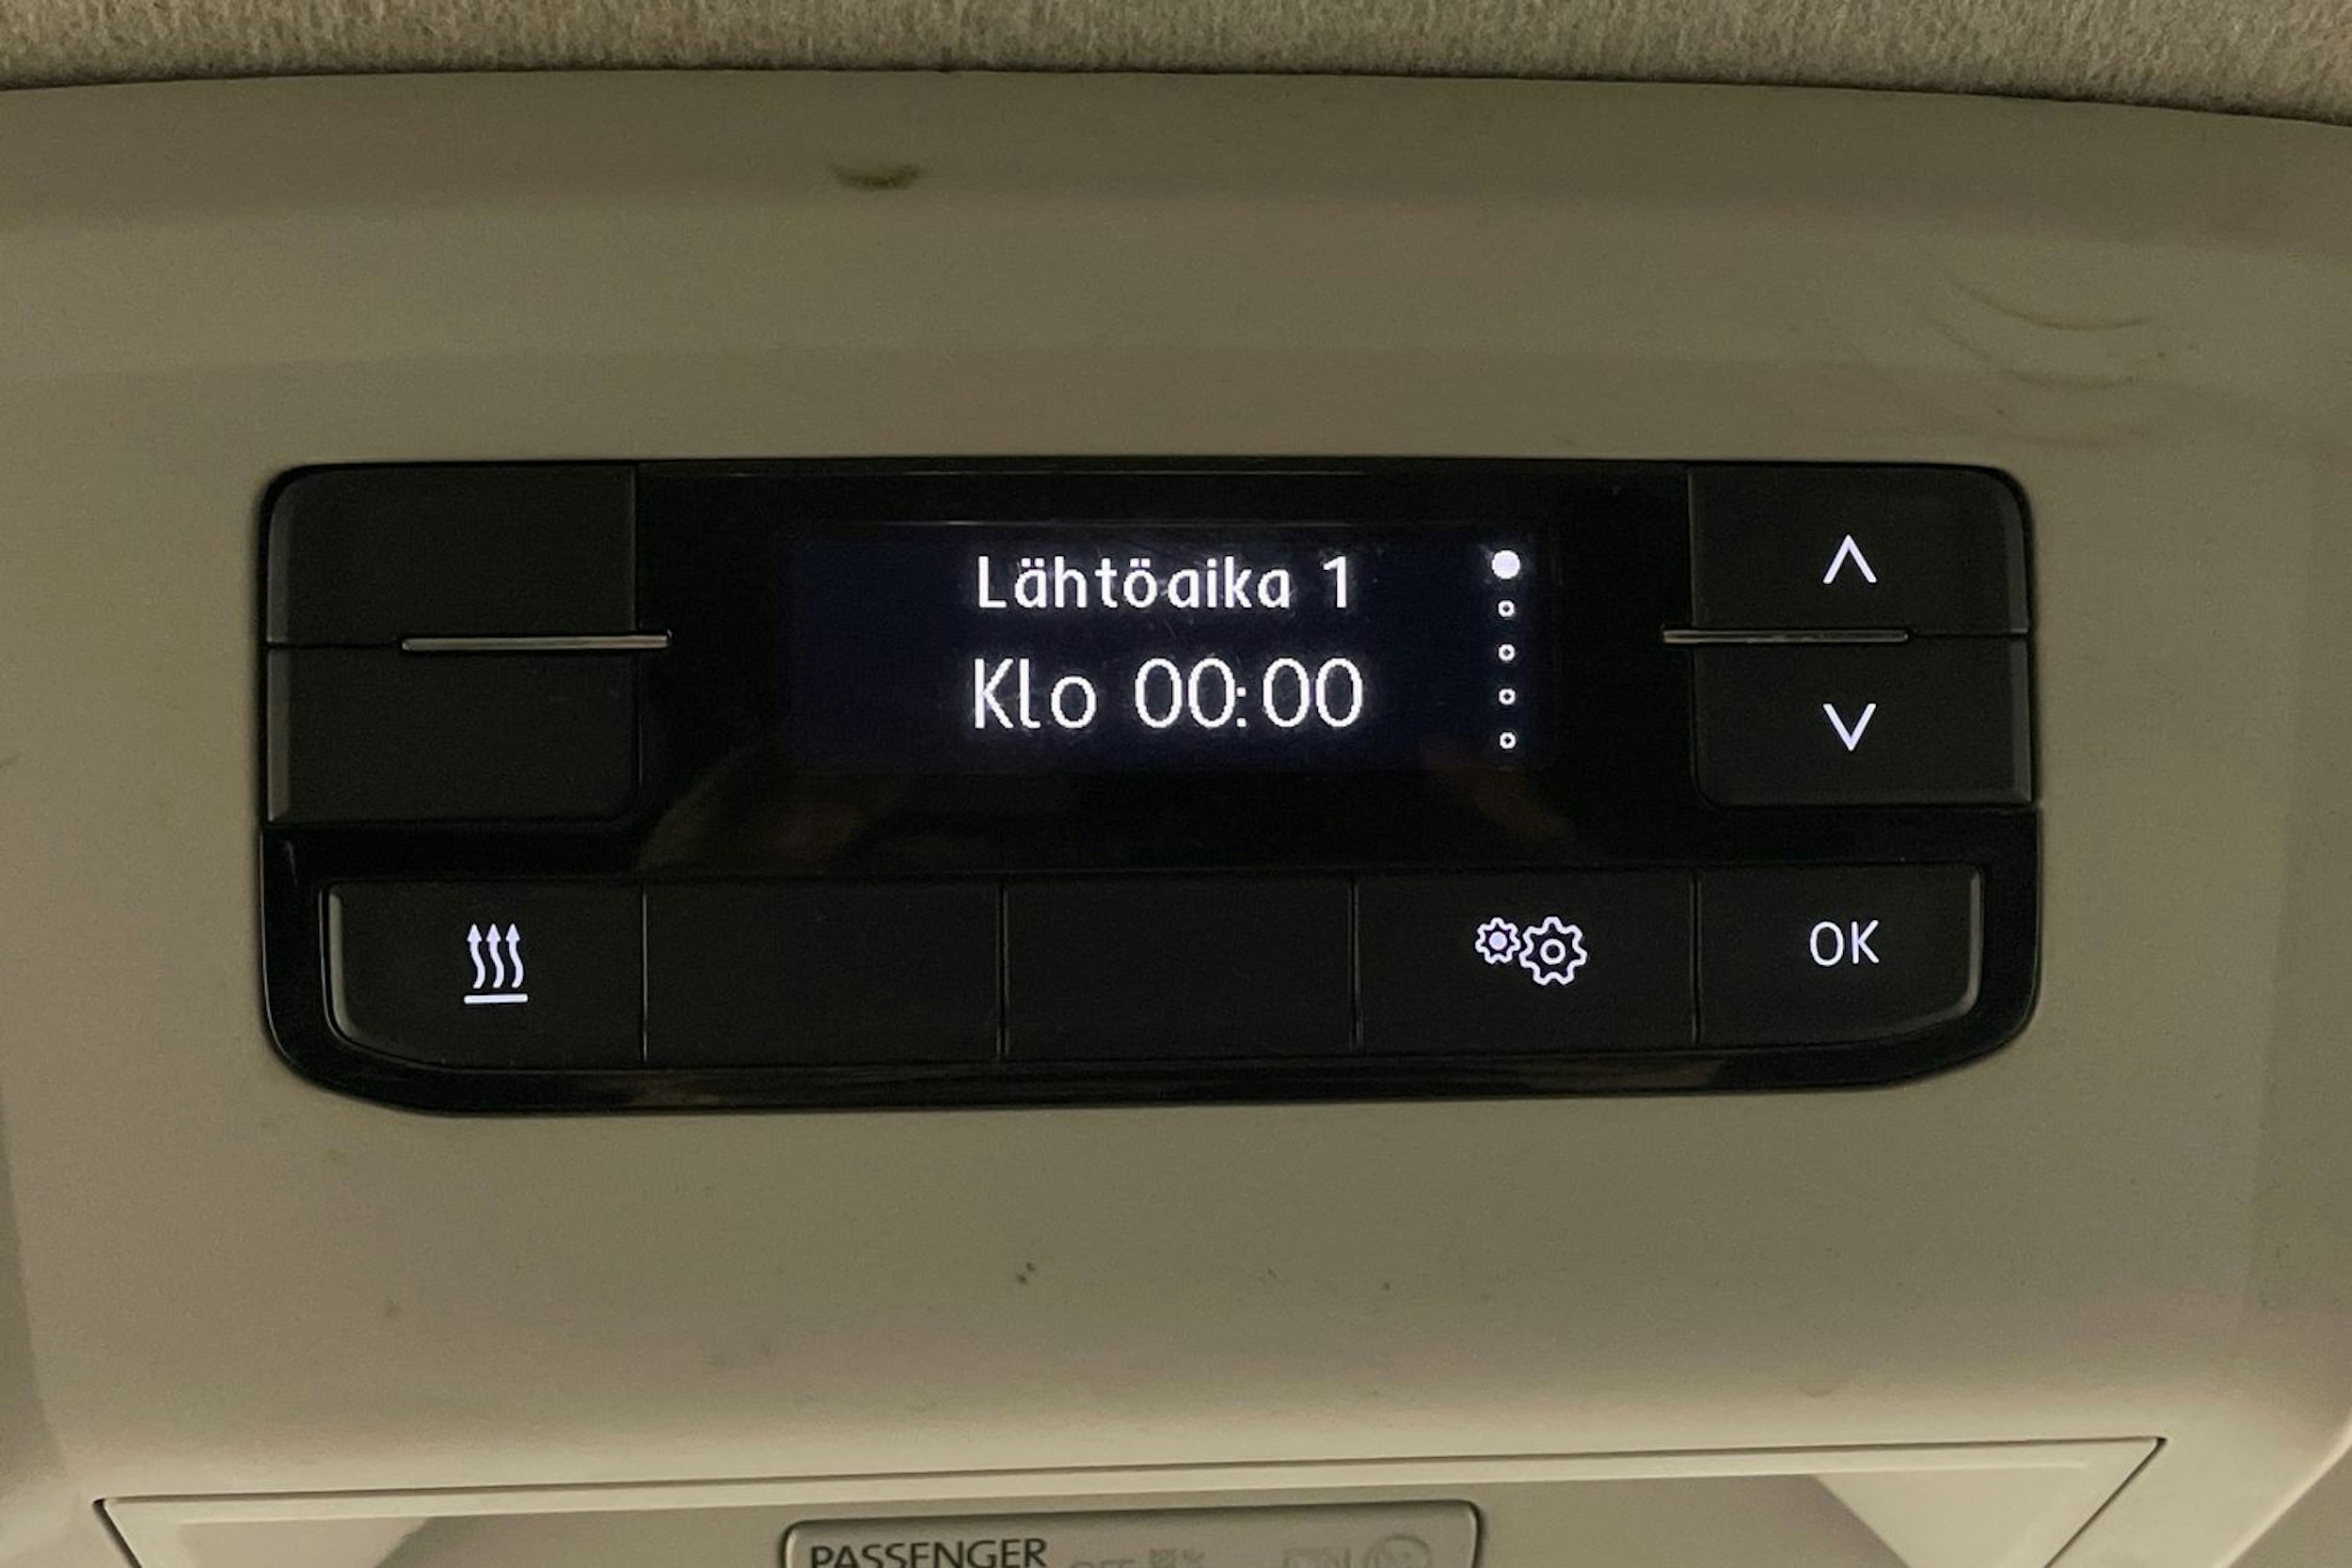 Lähtöaika 1
Klo 00:00
OK
PASSENGER